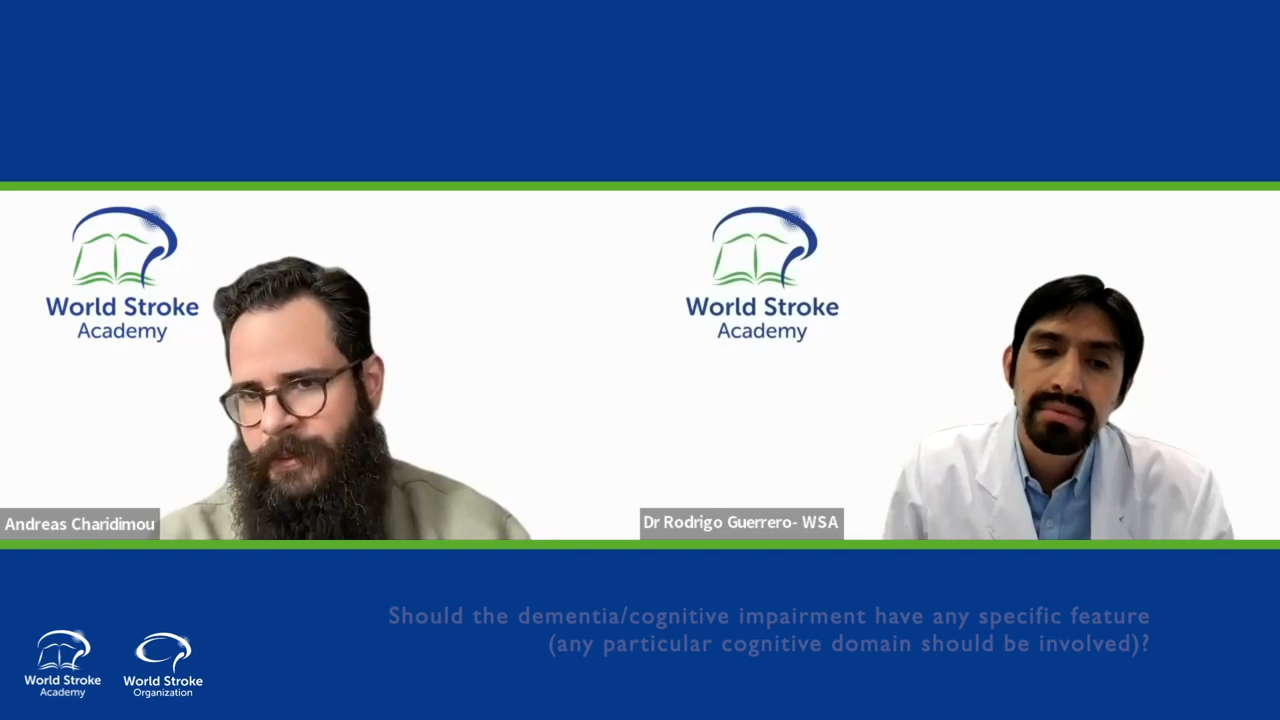 World Stroke
Academy
World Stroke
Academy
Andreas Charidimou
Dr Rodrigo Guerrero- WSA
Should the dementia/cognitive impairment have any specific feature
(any particular cognitive domain should be involved)?
World Stroke
Academy
World Stroke
Organization